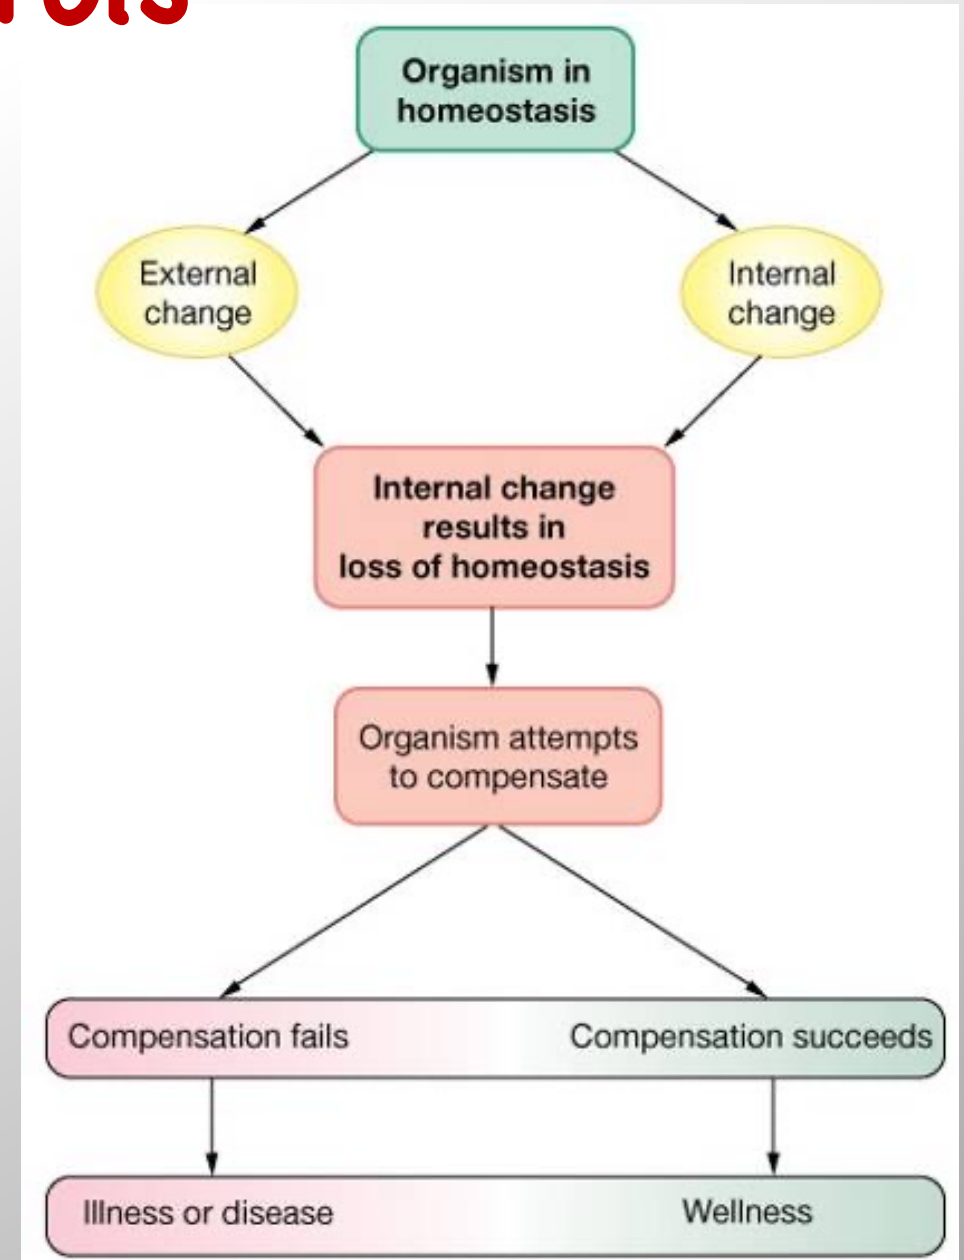 Organism in
homeostasis
External
change
Internal
change
Internal change
results in
loss of homeostasis
Organism attempts
to compensate
Compensation fails
Compensation succeeds
Illness or disease
Wellness